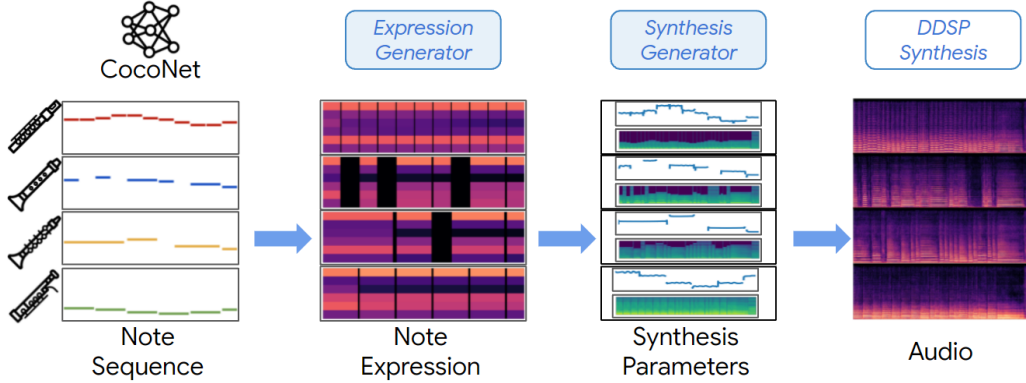 CocoNet
Expression
Generator
Synthesis
Generator
DDSP
Synthesis
Note
Sequence
Note
Expression
Synthesis
Parameters
Audio